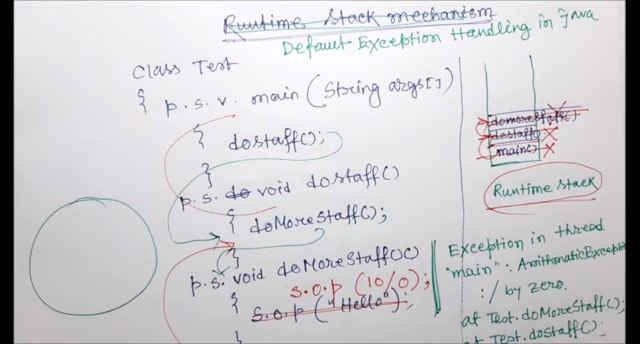 Runtime Stack mechanism
Default Exception Handling in Java
Class Test
{ p.s.v. main (String args[])
{ dostaff();
}
p.s. do void dostaff()
{ doMoreStaff();
}
p.s. void doMoreStaff()()
{ s.o.p (10/0);
s.o.p ("Hello");
}
domorestaff()
dostaff()
main()
Runtime Stack
Exception in thread
"main": ArrithmaticException
: / by zero.
at Test.doMoreStaff();
at Test.dostaff();